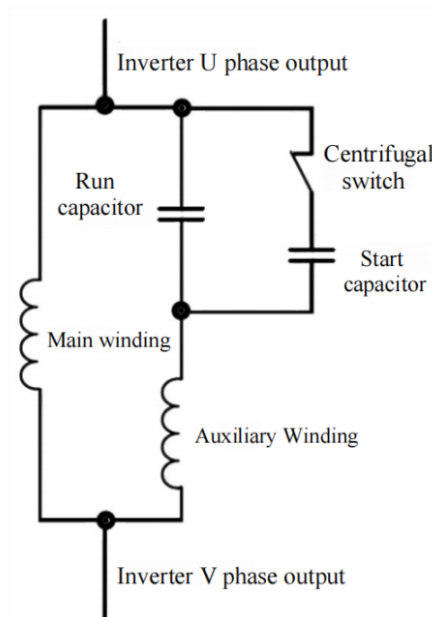 Inverter U phase output
Centrifugal
switch
Run
capacitor
Start
capacitor
Main winding
Auxiliary Winding
Inverter V phase output